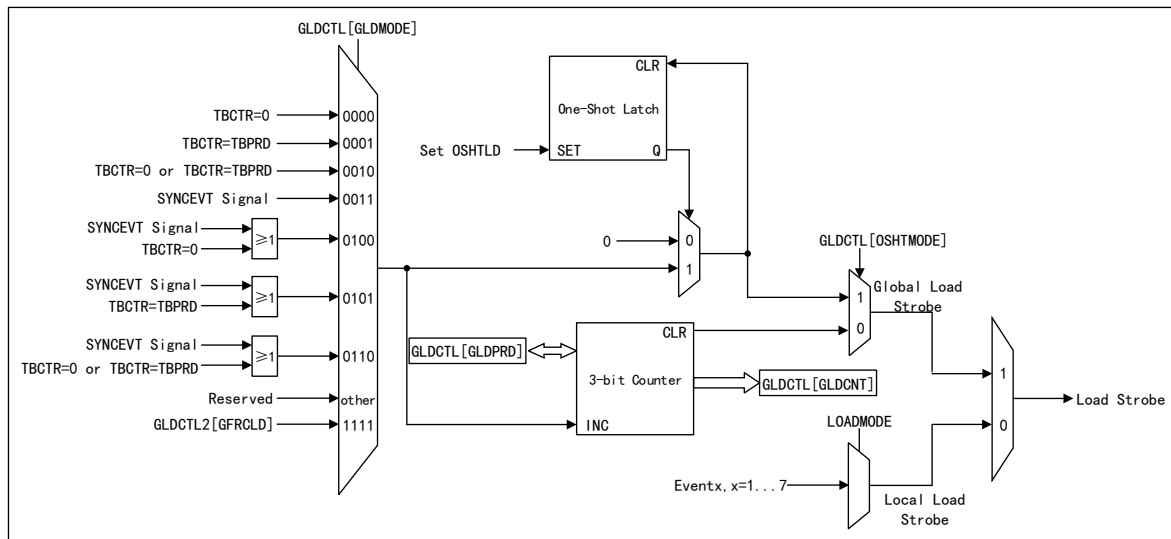 GLDCTL[GLDMODE]
TBCTR=0
0000
TBCTR=TBPRD
0001
TBCTR=0 or TBCTR=TBPRD
0010
SYNCEVT Signal
0011
SYNCEVT Signal
TBCTR=0
≥1
0100
SYNCEVT Signal
TBCTR=TBPRD
≥1
0101
SYNCEVT Signal
TBCTR=0 or TBCTR=TBPRD
≥1
0110
Reserved
other
GLDCTL2[GFRCLD]
1111
CLR
One-Shot Latch
Set OSHTLD
SET
Q
0
0
1
GLDCTL[OSHTMODE]
1
0
Global Load
Strobe
CLR
GLDCTL[GLDPRD]
3-bit Counter
GLDCTL[GLDCNT]
INC
LOADMODE
Eventx,x=1...7
Local Load
Strobe
1
0
Load Strobe